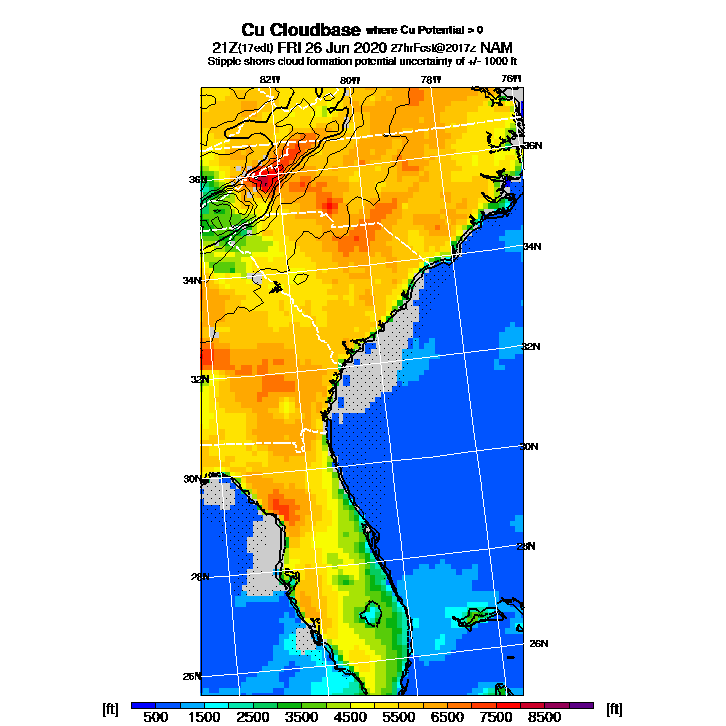 Cu Cloudbase where Cu Potential > 0
21Z(17edt) FRI 26 Jun 2020 27hrFcst@2017z NAM
Stipple shows cloud formation potential uncertainty of +/- 1000 ft
82W 80W 78W 76W
36N
36N
34N
34N
32N
32N
30N
30N
28N
28N
26N
26N
[ft] 500 1500 2500 3500 4500 5500 6500 7500 8500 [ft]